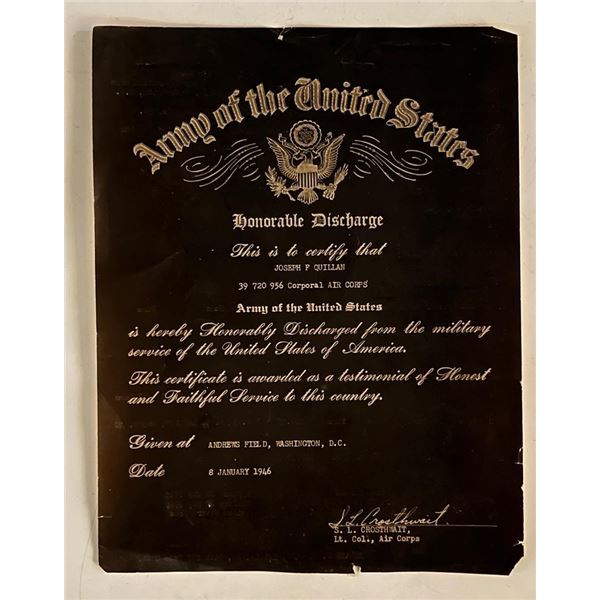 Army of the United States
Honorable Discharge
This is to certify that
JOSEPH F QUILLAN
39 720 956 Corporal AIR CORPS
Army of the United States
is hereby Honorably Discharged from the military
service of the United States of America.
This certificate is awarded as a testimonial of Honest
and Faithful Service to this country.
Given at ANDREWS FIELD, WASHINGTON, D.C.
Date 8 JANUARY 1946
S. L. Crosthwait
S. L. CROSTHWAIT,
Lt. Col., Air Corps